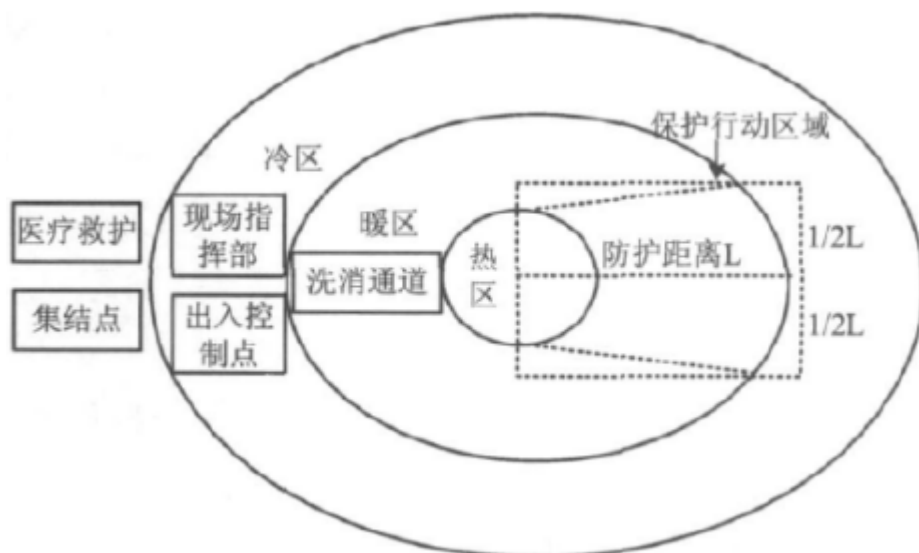 保护行动区域
冷区
医疗救护
现场指
挥部
暖区
热
区
防护距离L
1/2L
洗消通道
集结点
出入控
制点
1/2L